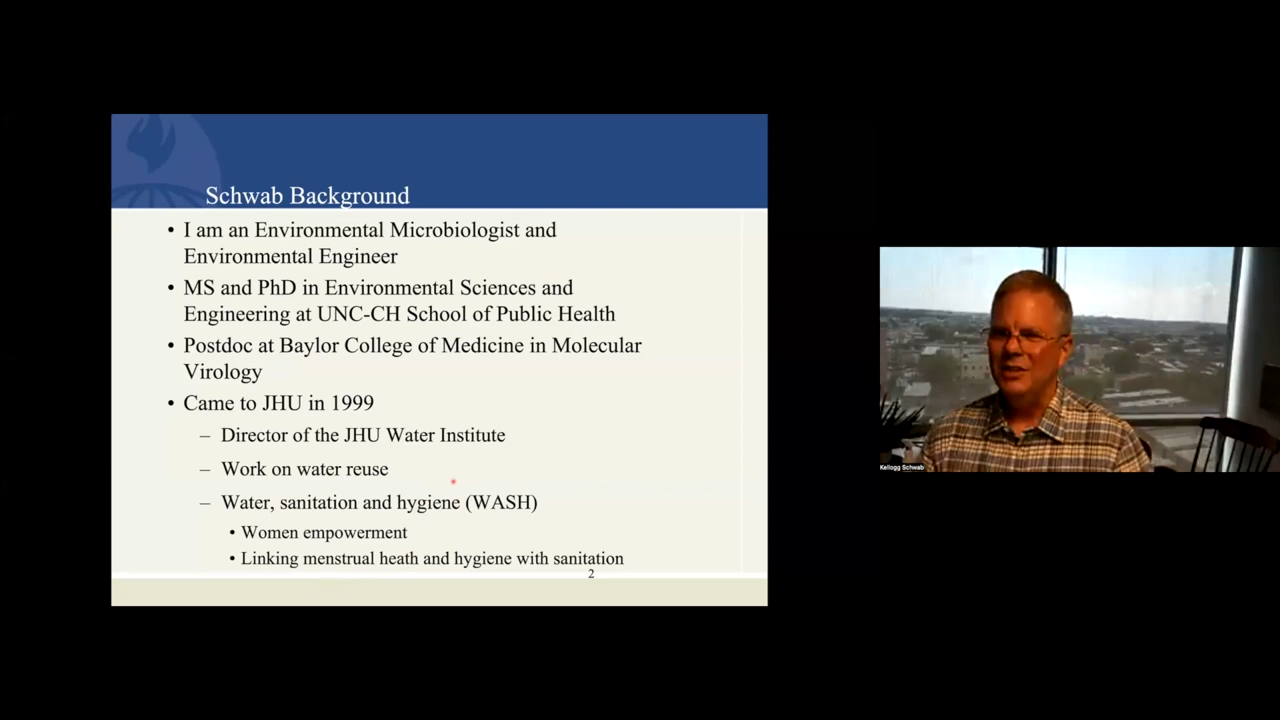 Schwab Background
• I am an Environmental Microbiologist and
Environmental Engineer
• MS and PhD in Environmental Sciences and
Engineering at UNC-CH School of Public Health
• Postdoc at Baylor College of Medicine in Molecular
Virology
• Came to JHU in 1999
– Director of the JHU Water Institute
– Work on water reuse
– Water, sanitation and hygiene (WASH)
• Women empowerment
• Linking menstrual heath and hygiene with sanitation
2
Kellogg Schwab